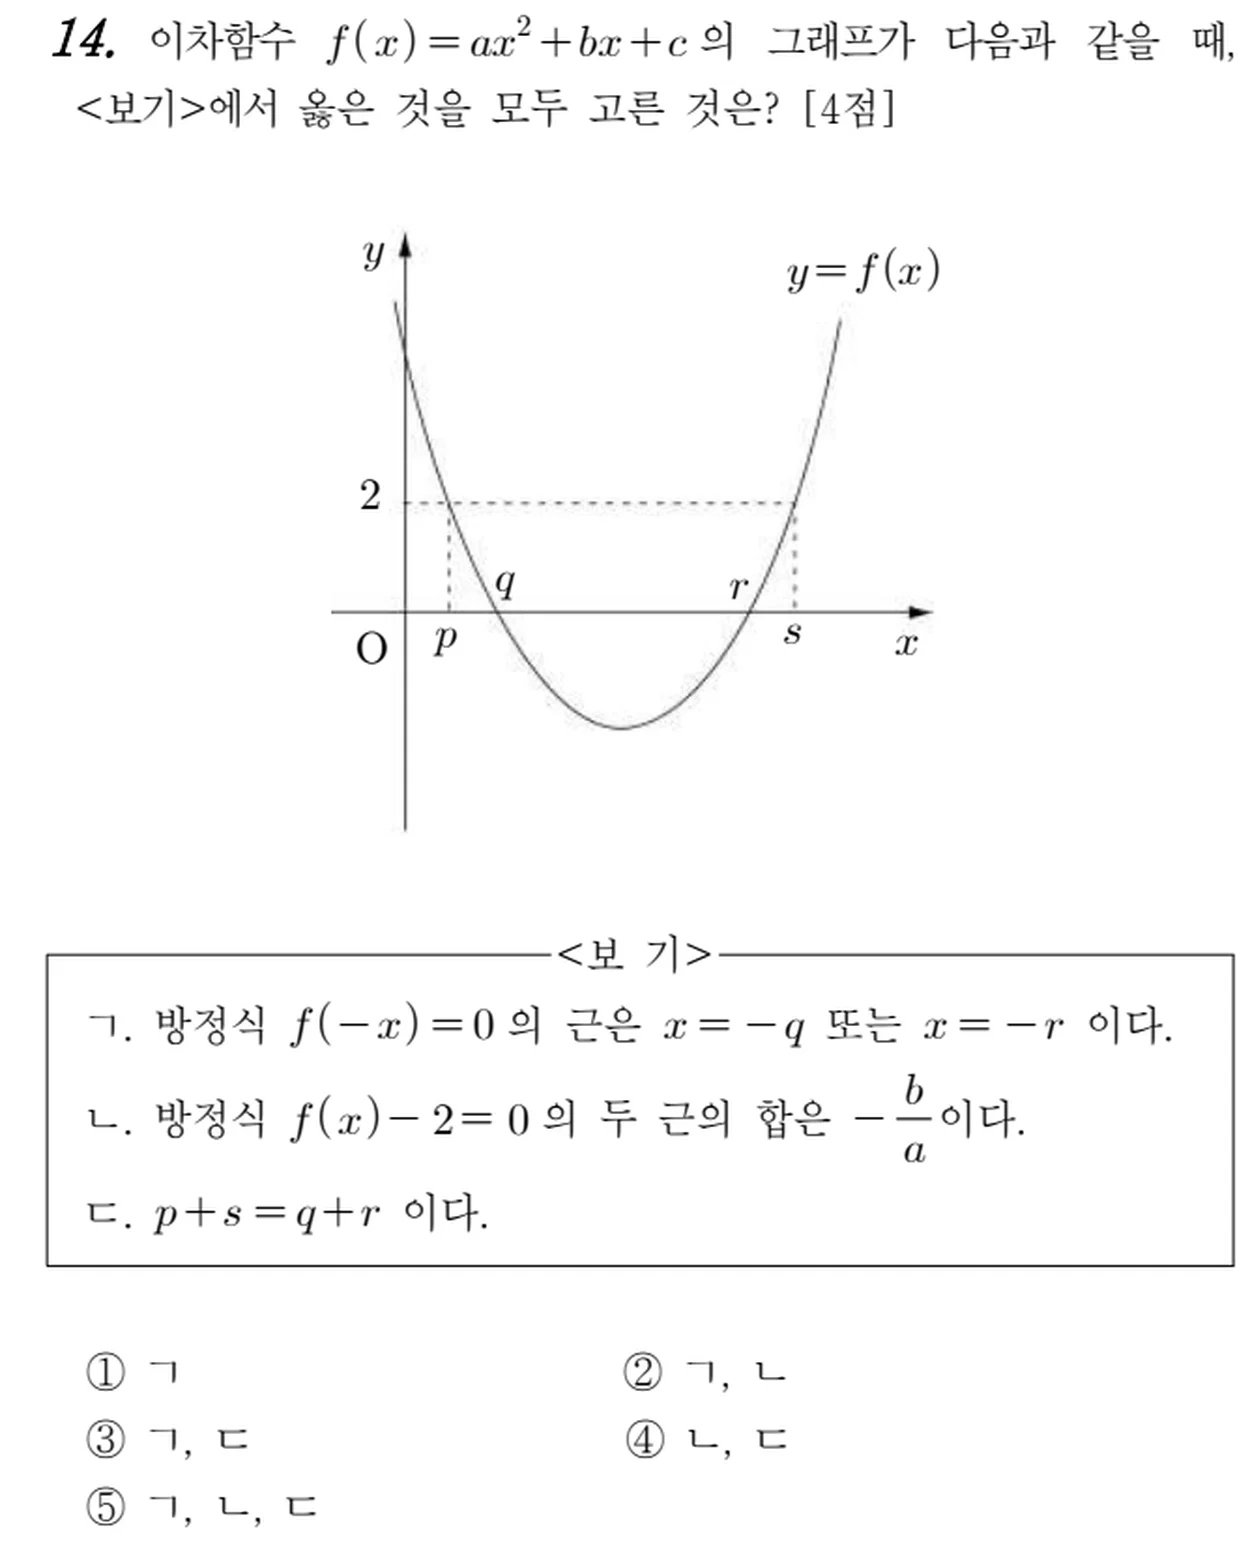 14. 이차함수 f(x)=ax²+bx+c의 그래프가 다음과 같을 때,
<보기>에서 옳은 것을 모두 고른 것은? [4점]
y
y=f(x)
2
q
r
O
p
s
x
<보 기>
ㄱ. 방정식 f(−x)=0의 근은 x=−q 또는 x=−r 이다.
ㄴ. 방정식 f(x)−2=0의 두 근의 합은 −b/a이다.
ㄷ. p+s=q+r 이다.
① ㄱ
② ㄱ, ㄴ
③ ㄱ, ㄷ
④ ㄴ, ㄷ
⑤ ㄱ, ㄴ, ㄷ